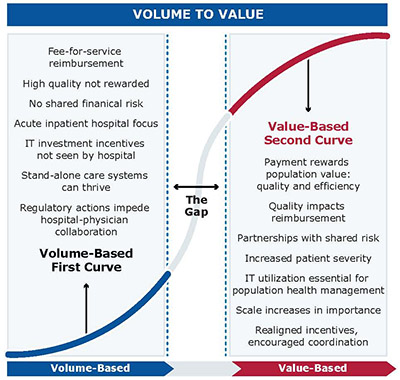 VOLUME TO VALUE
Fee-for-service
reimbursement
High quality not rewarded
No shared finanical risk
Acute inpatient hospital focus
IT investment incentives
not seen by hospital
Stand-alone care systems
can thrive
Regulatory actions impede
hospital-physician
collaboration
Volume-Based
First Curve
The
Gap
Value-Based
Second Curve
Payment rewards
population value:
quality and efficiency
Quality impacts
reimbursement
Partnerships with shared risk
Increased patient severity
IT utilization essential for
population health management
Scale increases in importance
Realigned incentives,
encouraged coordination
Volume-Based
Value-Based